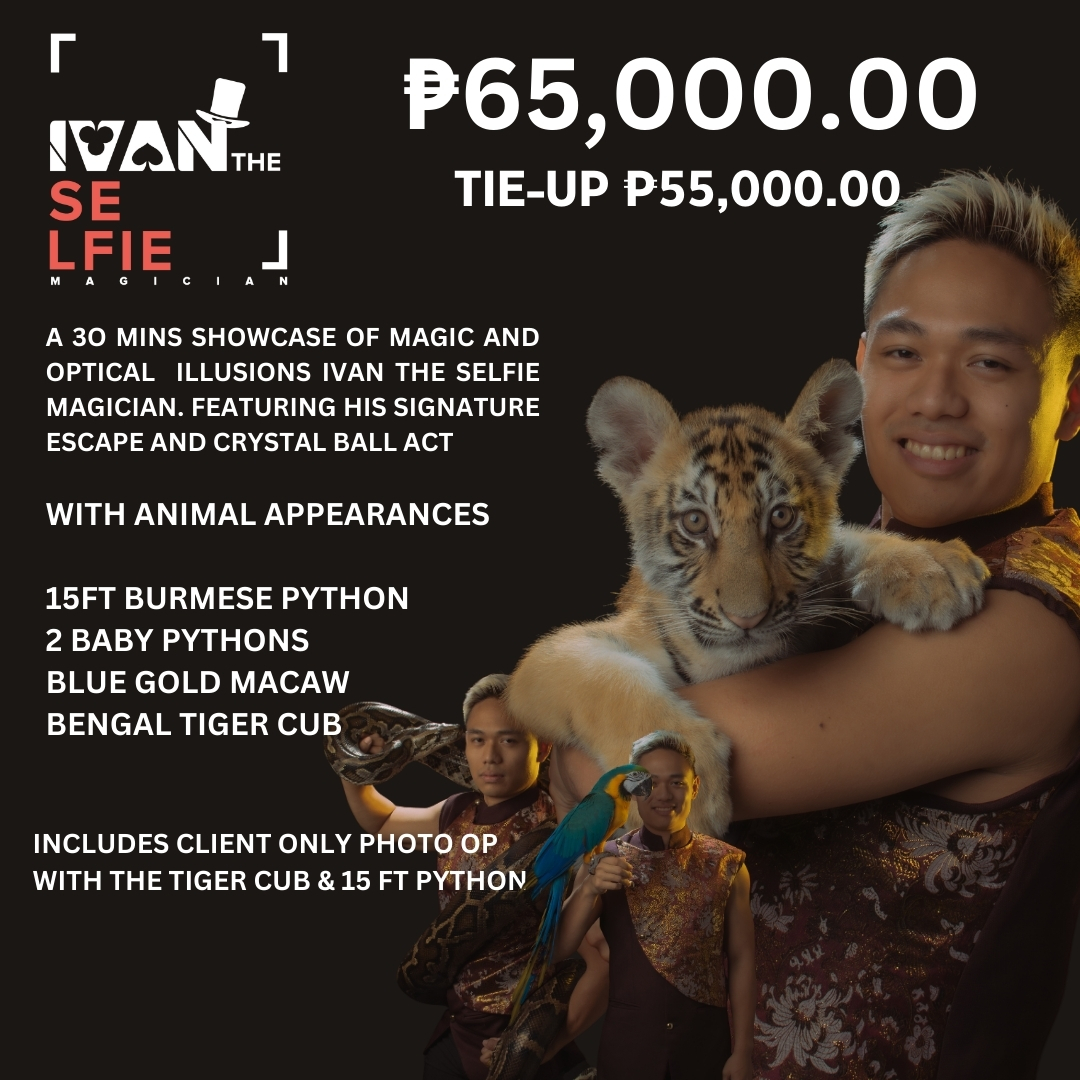 IVAN THE
SE
LFIE
MAGICIAN
₱65,000.00
TIE-UP ₱55,000.00
A 3O MINS SHOWCASE OF MAGIC AND
OPTICAL ILLUSIONS IVAN THE SELFIE
MAGICIAN. FEATURING HIS SIGNATURE
ESCAPE AND CRYSTAL BALL ACT
WITH ANIMAL APPEARANCES
15FT BURMESE PYTHON
2 BABY PYTHONS
BLUE GOLD MACAW
BENGAL TIGER CUB
INCLUDES CLIENT ONLY PHOTO OP
WITH THE TIGER CUB & 15 FT PYTHON